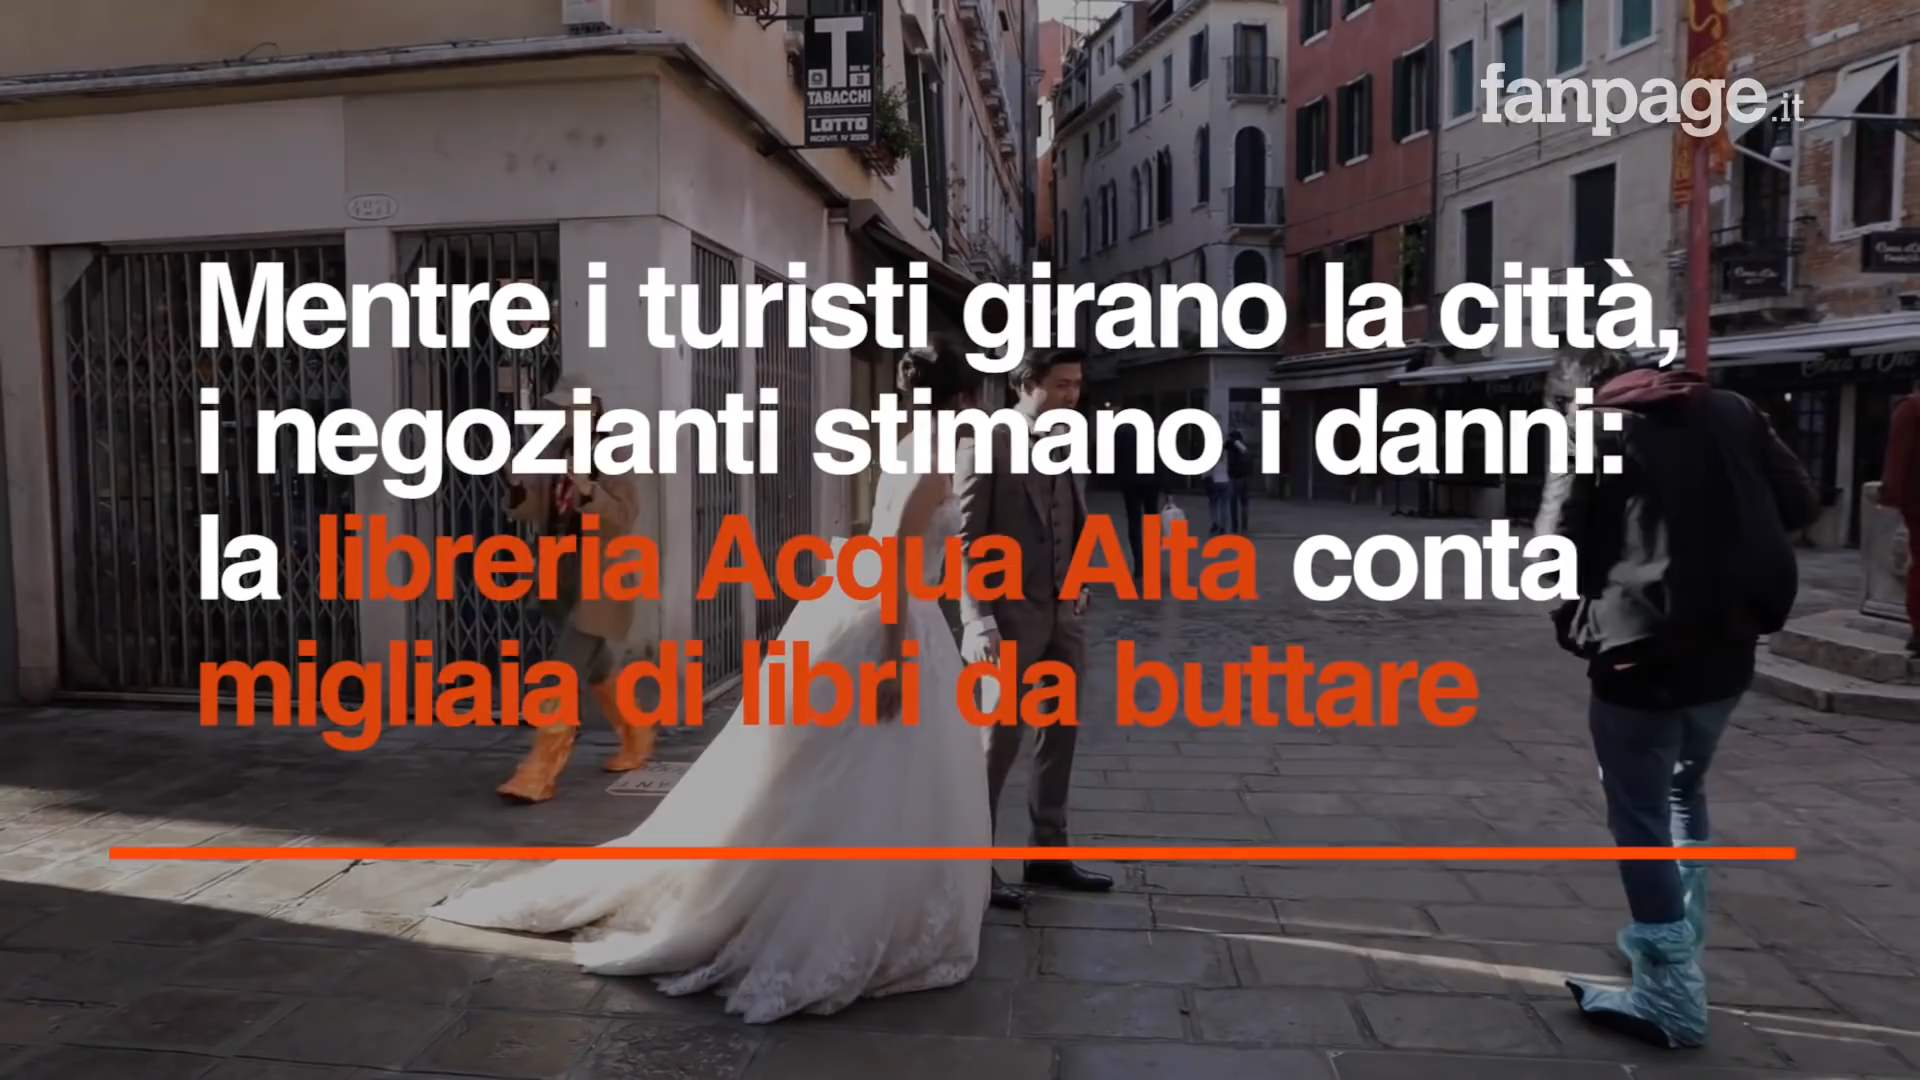 fanpage.it
T
TABACCHI
LOTTO
Mentre i turisti girano la città,
i negozianti stimano i danni:
la libreria Acqua Alta conta
migliaia di libri da buttare